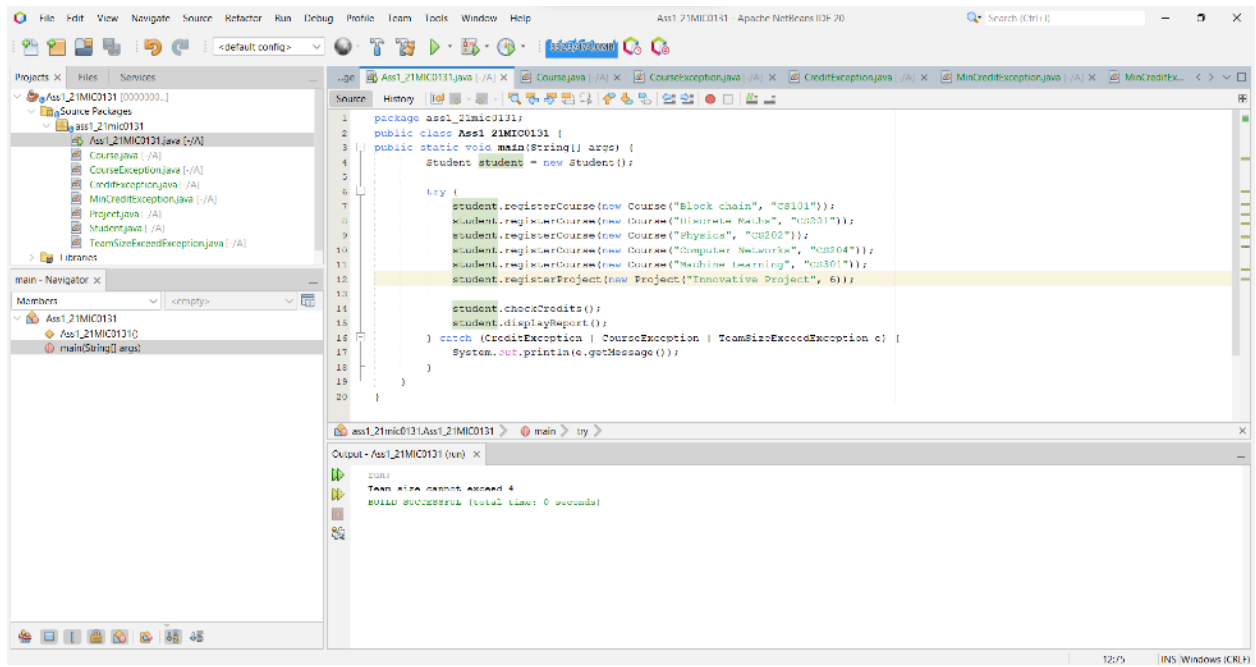 File Edit View Navigate Source Refactor Run Debug Profile Team Tools Window Help
Ass1_21MIC0131 - Apache NetBeans IDE 20
Search (Ctrl+I)
<default config>
Projects Files Services
Ass1_21MIC0131
Source Packages
ass1_21mic0131
Ass1_21MIC0131.java [-/A]
Course.java [-/A]
CourseException.java [-/A]
CreditException.java [-/A]
MinCreditException.java [-/A]
Project.java [-/A]
Student.java [-/A]
TeamSizeExceedException.java [-/A]
Libraries
main - Navigator
Members <empty>
Ass1_21MIC0131
Ass1_21MIC0131()
main(String[] args)
...ge Ass1_21MIC0131.java [-/A] Course.java [-/A] CourseException.java [-/A] CreditException.java [-/A] MinCreditException.java [-/A] MinCreditEx...
Source History
1 package ass1_21mic0131;
2 public class Ass1_21MIC0131 {
3 public static void main(String[] args) {
4 Student student = new Student();
5
6 try {
7 student.registerCourse(new Course("Block chain", "CS101"));
8 student.registerCourse(new Course("Discrete Maths", "CS201"));
9 student.registerCourse(new Course("Physics", "CS202"));
10 student.registerCourse(new Course("Computer Networks", "CS204"));
11 student.registerCourse(new Course("Machine Learning", "CS301"));
12 student.registerProject(new Project("Innovative Project", 6));
13
14 student.checkCredits();
15 student.displayReport();
16 } catch (CreditException | CourseException | TeamSizeExceedException e) {
17 System.out.println(e.getMessage());
18 }
19 }
20 }
ass1_21mic0131.Ass1_21MIC0131 main try
Output - Ass1_21MIC0131 (run)
run:
Team size cannot exceed 4
BUILD SUCCESSFUL (total time: 0 seconds)
12:75 INS Windows (CRLF)